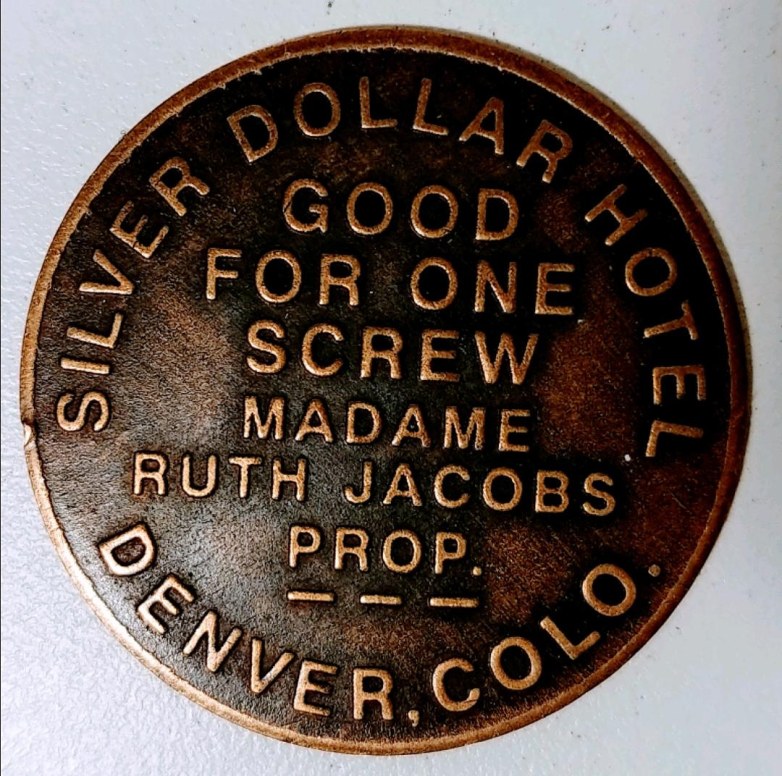 SILVER DOLLAR HOTEL
GOOD
FOR ONE
SCREW
MADAME
RUTH JACOBS
PROP.
DENVER, COLO.